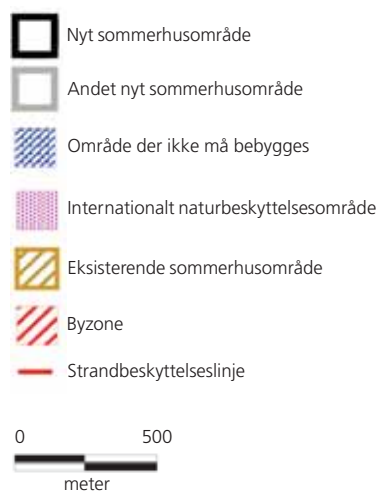 Nyt sommerhusområde
Andet nyt sommerhusområde
Område der ikke må bebygges
Internationalt naturbeskyttelsesområde
Eksisterende sommerhusområde
Byzone
Strandbeskyttelseslinje
0 500
meter